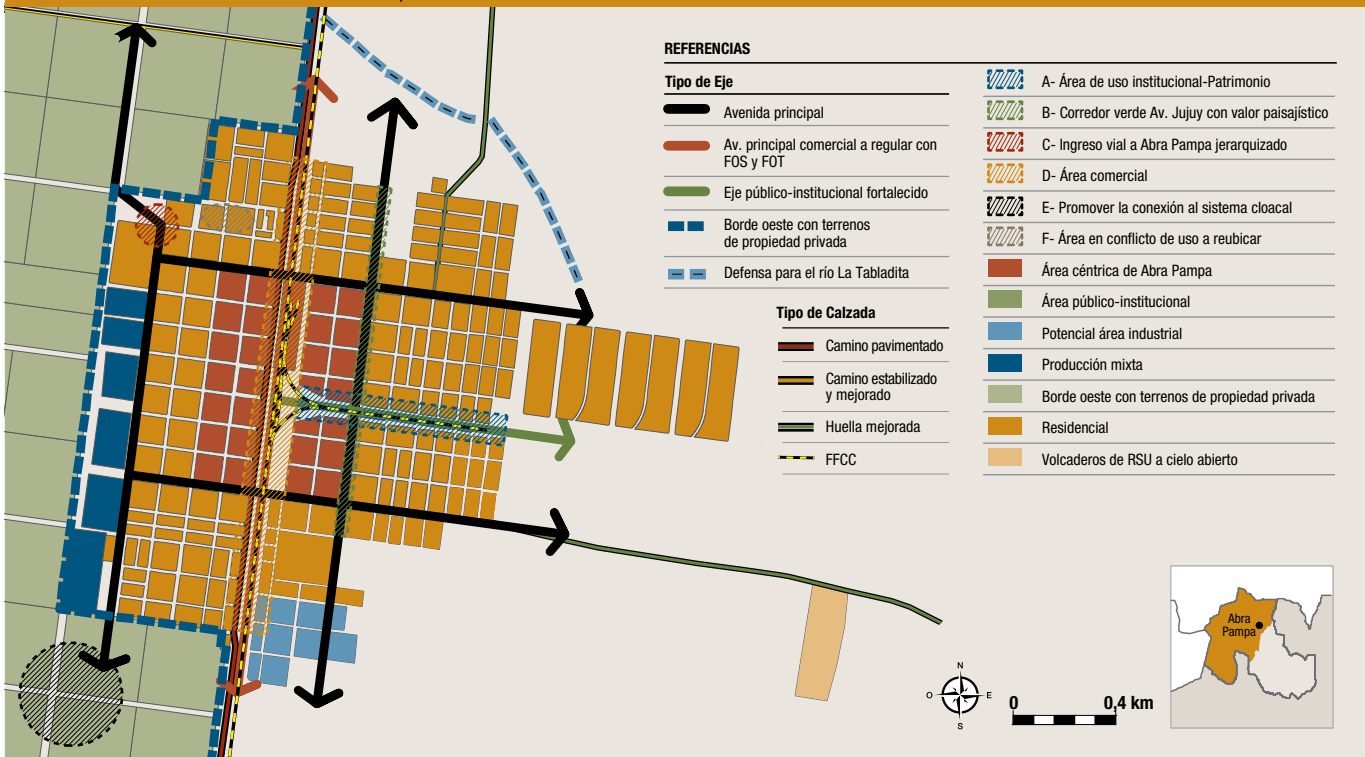 REFERENCIAS
Tipo de Eje
Avenida principal
Av. principal comercial a regular con
FOS y FOT
Eje público-institucional fortalecido
Borde oeste con terrenos
de propiedad privada
Defensa para el río La Tabladita
Tipo de Calzada
Camino pavimentado
Camino estabilizado
y mejorado
Huella mejorada
FFCC
A- Área de uso institucional-Patrimonio
B- Corredor verde Av. Jujuy con valor paisajístico
C- Ingreso vial a Abra Pampa jerarquizado
D- Área comercial
E- Promover la conexión al sistema cloacal
F- Área en conflicto de uso a reubicar
Área céntrica de Abra Pampa
Área público-institucional
Potencial área industrial
Producción mixta
Borde oeste con terrenos de propiedad privada
Residencial
Volcaderos de RSU a cielo abierto
N
O
E
S
0
0,4 km
Abra
Pampa